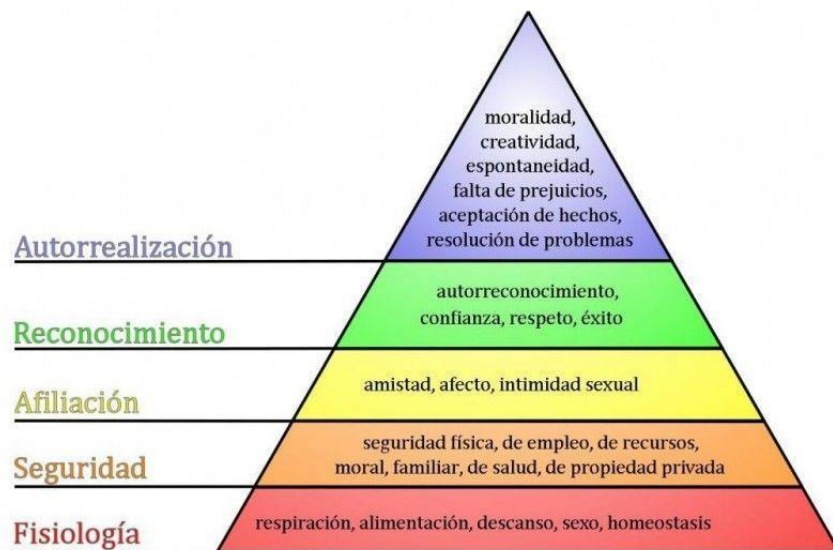 moralidad,
creatividad,
espontaneidad,
falta de prejuicios,
aceptación de hechos,
resolución de problemas
Autorrealización
autorreconocimiento,
confianza, respeto, éxito
Reconocimiento
amistad, afecto, intimidad sexual
Afiliación
seguridad física, de empleo, de recursos,
moral, familiar, de salud, de propiedad privada
Seguridad
respiración, alimentación, descanso, sexo, homeostasis
Fisiología